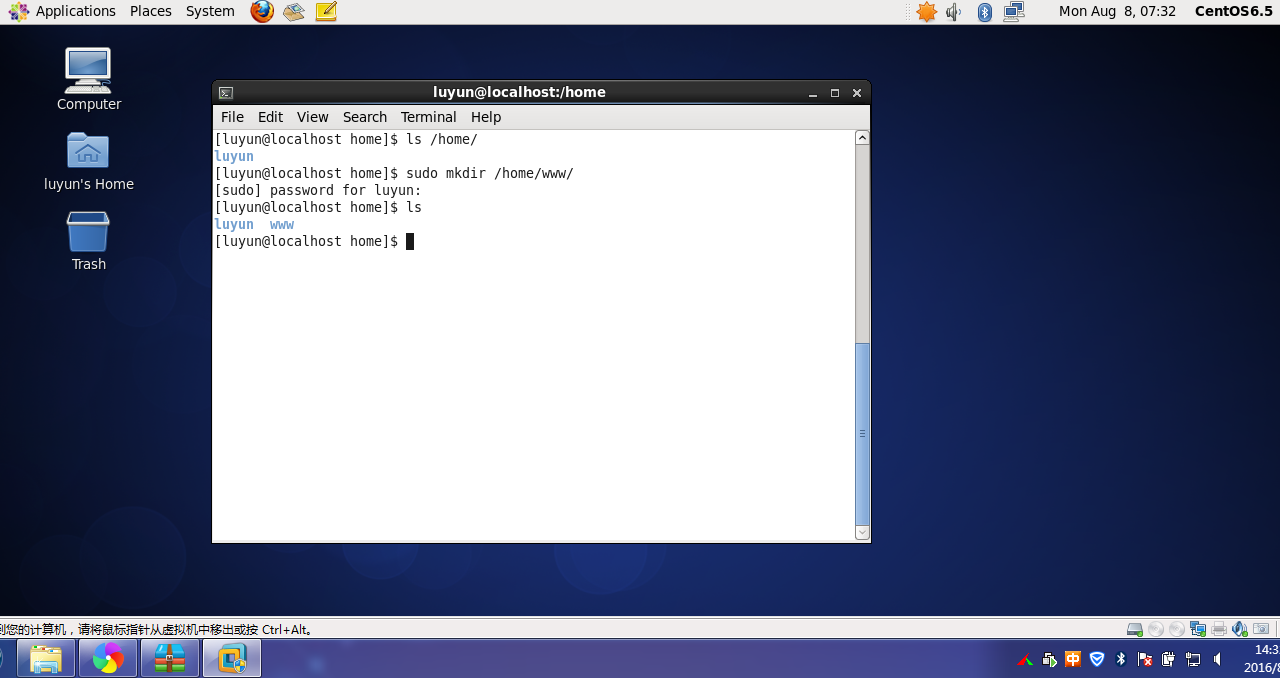 Applications Places System Mon Aug 8, 07:32 CentOS6.5
Computer
luyun's Home
Trash
luyun@localhost:/home
File Edit View Search Terminal Help
[luyun@localhost home]$ ls /home/
luyun
[luyun@localhost home]$ sudo mkdir /home/www/
[sudo] password for luyun:
[luyun@localhost home]$ ls
luyun www
[luyun@localhost home]$
到您的计算机，请将鼠标指针从虚拟机中移出或按 Ctrl+Alt。
中
14:3
2016/8